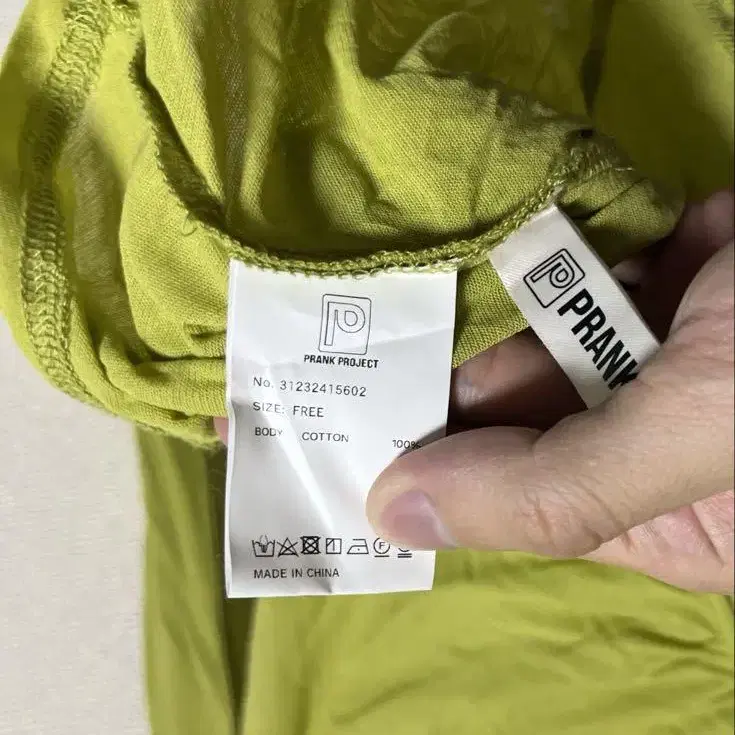 PRANK PROJECT
No. 31232415602
SIZE: FREE
BODY COTTON 100%
MADE IN CHINA
PRANK